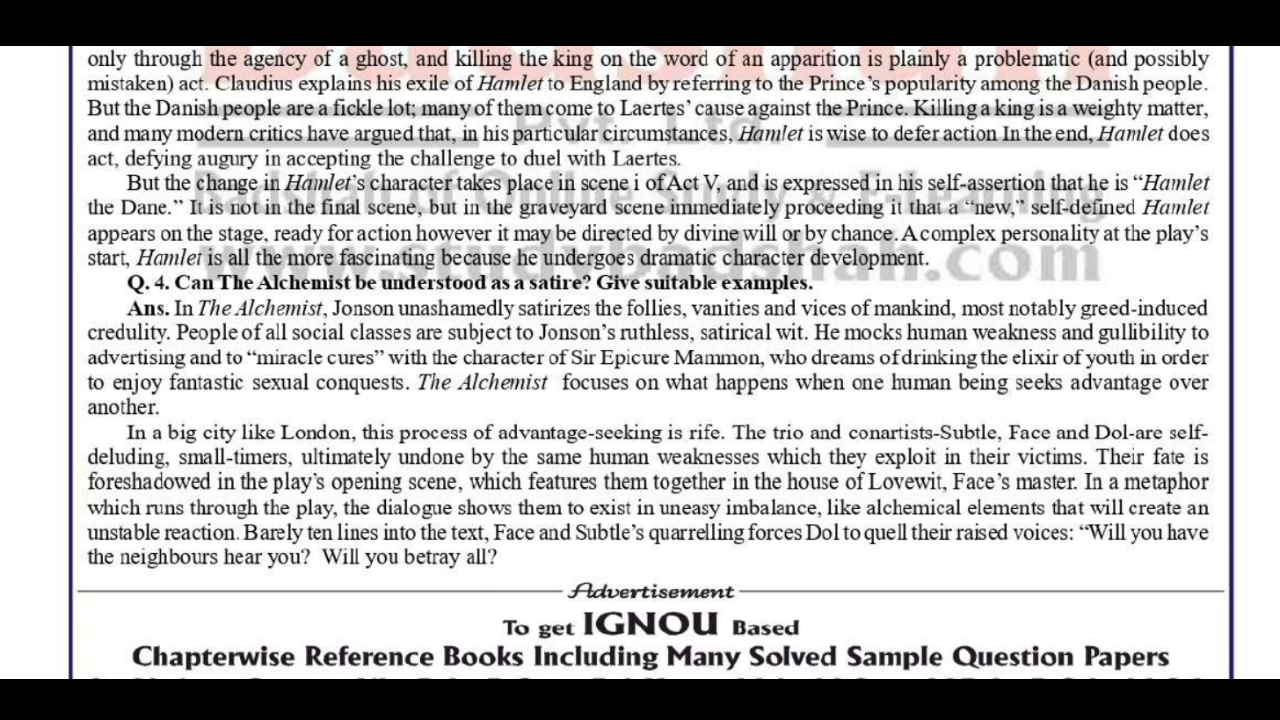 only through the agency of a ghost, and killing the king on the word of an apparition is plainly a problematic (and possibly
mistaken) act. Claudius explains his exile of Hamlet to England by referring to the Prince's popularity among the Danish people.
But the Danish people are a fickle lot; many of them come to Laertes' cause against the Prince. Killing a king is a weighty matter,
and many modern critics have argued that, in his particular circumstances, Hamlet is wise to defer action In the end, Hamlet does
act, defying augury in accepting the challenge to duel with Laertes.
But the change in Hamlet's character takes place in scene i of Act V, and is expressed in his self-assertion that he is “Hamlet
the Dane.” It is not in the final scene, but in the graveyard scene immediately proceeding it that a “new,” self-defined Hamlet
appears on the stage, ready for action however it may be directed by divine will or by chance. A complex personality at the play's
start, Hamlet is all the more fascinating because he undergoes dramatic character development.
Q. 4. Can The Alchemist be understood as a satire? Give suitable examples.
Ans. In The Alchemist, Jonson unashamedly satirizes the follies, vanities and vices of mankind, most notably greed-induced
credulity. People of all social classes are subject to Jonson's ruthless, satirical wit. He mocks human weakness and gullibility to
advertising and to “miracle cures” with the character of Sir Epicure Mammon, who dreams of drinking the elixir of youth in order
to enjoy fantastic sexual conquests. The Alchemist focuses on what happens when one human being seeks advantage over
another.
In a big city like London, this process of advantage-seeking is rife. The trio and conartists-Subtle, Face and Dol-are self-
deluding, small-timers, ultimately undone by the same human weaknesses which they exploit in their victims. Their fate is
foreshadowed in the play's opening scene, which features them together in the house of Lovewit, Face's master. In a metaphor
which runs through the play, the dialogue shows them to exist in uneasy imbalance, like alchemical elements that will create an
unstable reaction. Barely ten lines into the text, Face and Subtle's quarrelling forces Dol to quell their raised voices: “Will you have
the neighbours hear you? Will you betray all?
Advertisement
To get IGNOU Based
Chapterwise Reference Books Including Many Solved Sample Question Papers
Pvt. Ltd.
Badshah of Online Study & E-Learning
www.studybadshah.com